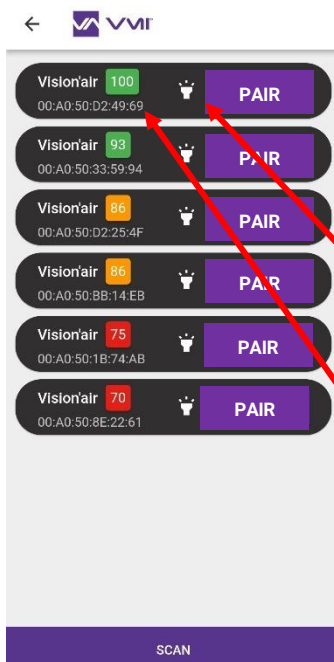 VMI
Vision'air 100
00:A0:50:D2:49:69
PAIR
Vision'air 93
00:A0:50:33:59:94
PAIR
Vision'air 86
00:A0:50:D2:25:4F
PAIR
Vision'air 86
00:A0:50:BB:14:EB
PAIR
Vision'air 75
00:A0:50:1B:74:AB
PAIR
Vision'air 70
00:A0:50:8E:22:61
PAIR
SCAN